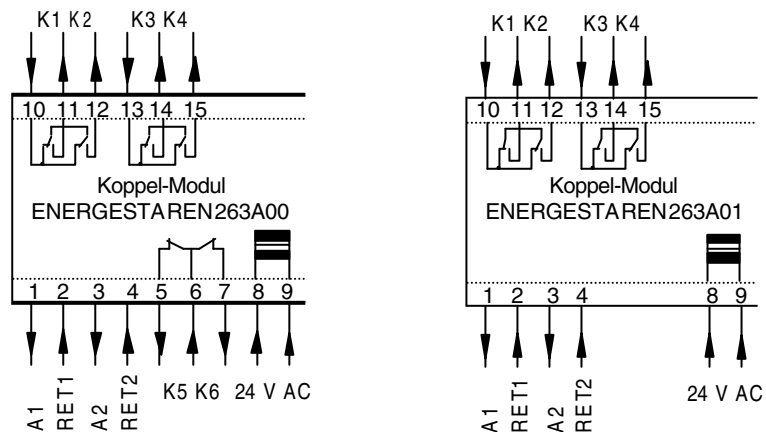 K1 K2 K3 K4
10 11 12 13 14 15
Koppel-Modul
ENERGESTAREN263A00
1 2 3 4 5 6 7 8 9
A1 RET1 A2 RET2 K5 K6 24 V AC
K1 K2 K3 K4
10 11 12 13 14 15
Koppel-Modul
ENERGESTAREN263A01
1 2 3 4 8 9
A1 RET1 A2 RET2 24 V AC